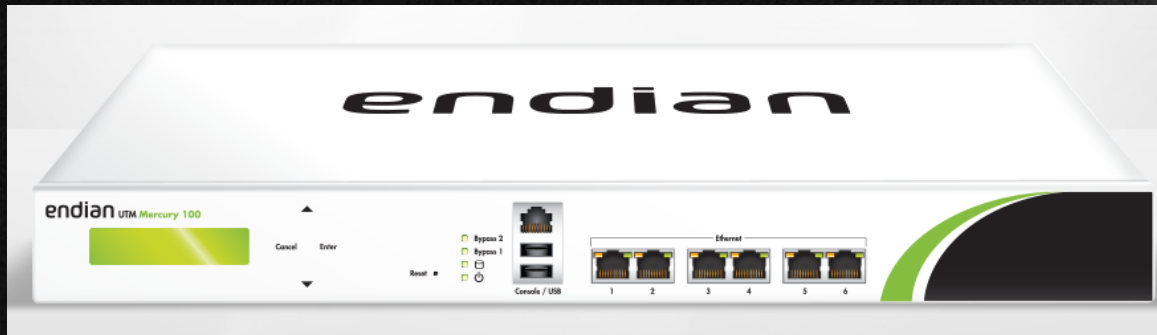 endian
endian UTM Mercury 100
Cancel Enter
Reset
Bypass 2
Bypass 1
Console / USB
Ethernet
1 2 3 4 5 6